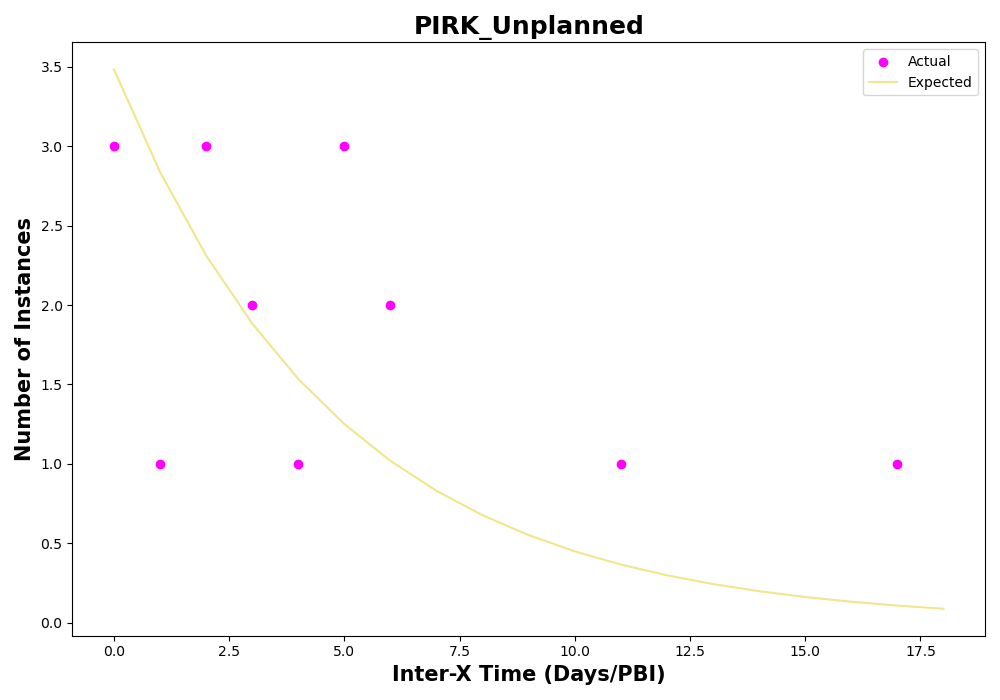 PIRK_Unplanned
Actual
Expected
Number of Instances
3.5
3.0
2.5
2.0
1.5
1.0
0.5
0.0
0.0 2.5 5.0 7.5 10.0 12.5 15.0 17.5
Inter-X Time (Days/PBI)